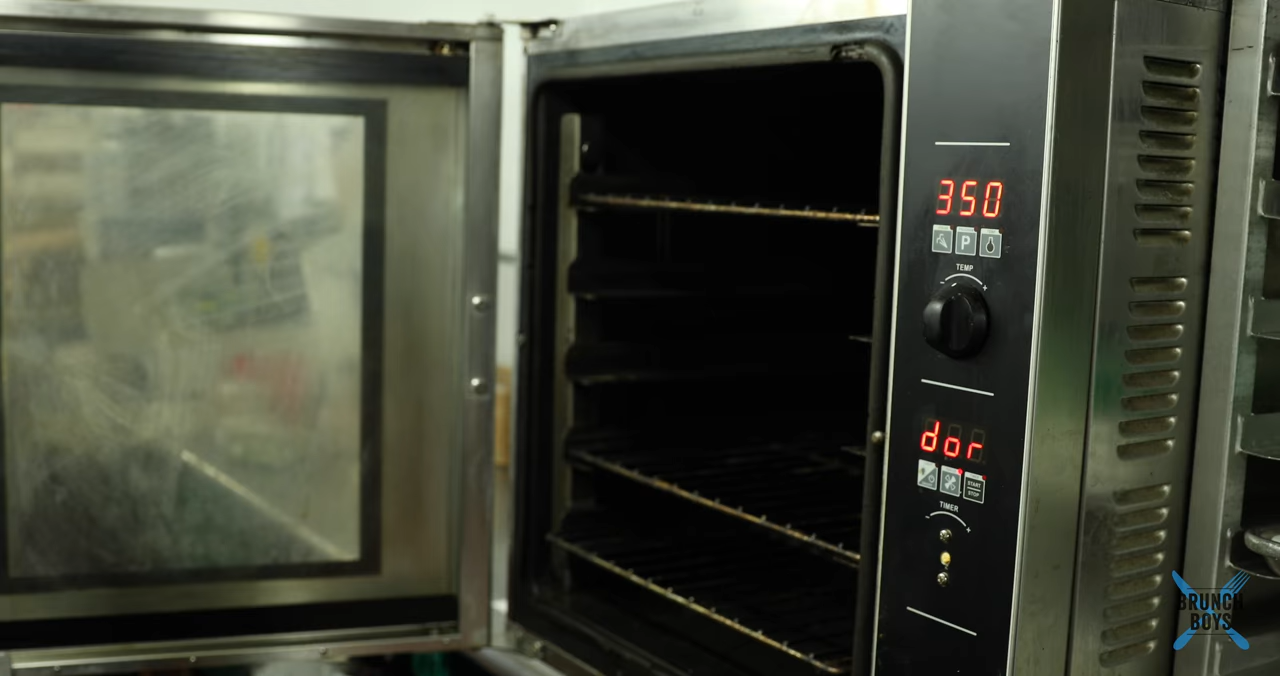 350
P
TEMP
- +
dor
START
STOP
TIMER
- +
BRUNCH
BOYS